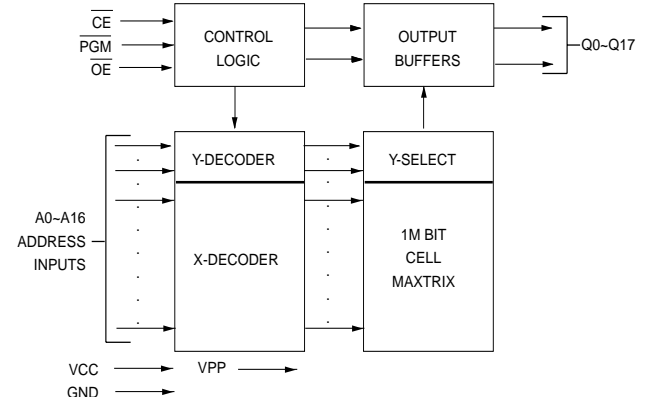 CE
PGM
OE
CONTROL
LOGIC
OUTPUT
BUFFERS
Q0~Q17
A0~A16
ADDRESS
INPUTS
Y-DECODER
X-DECODER
Y-SELECT
1M BIT
CELL
MAXTRIX
VCC
GND
VPP